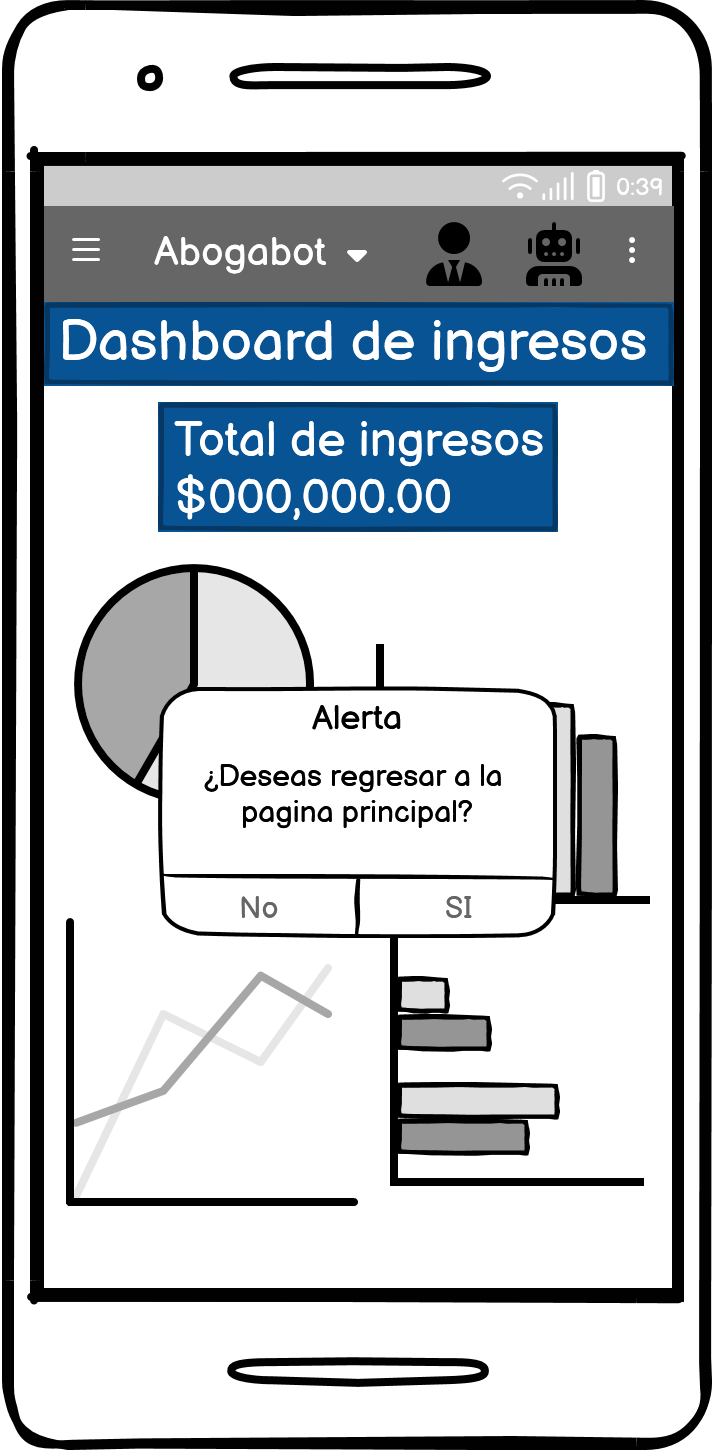 0:39
Abogabot
Dashboard de ingresos
Total de ingresos
$000,000.00
Alerta
¿Deseas regresar a la
pagina principal?
No SI